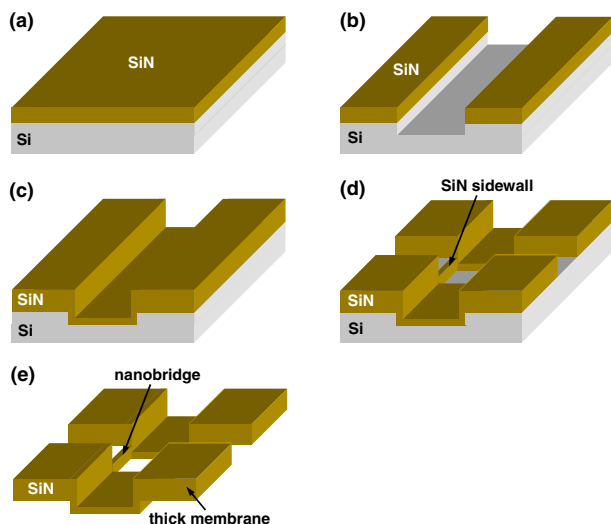 (a)
SiN
Si
(b)
SiN
Si
(c)
SiN
Si
(d)
SiN sidewall
SiN
Si
(e)
nanobridge
SiN
thick membrane